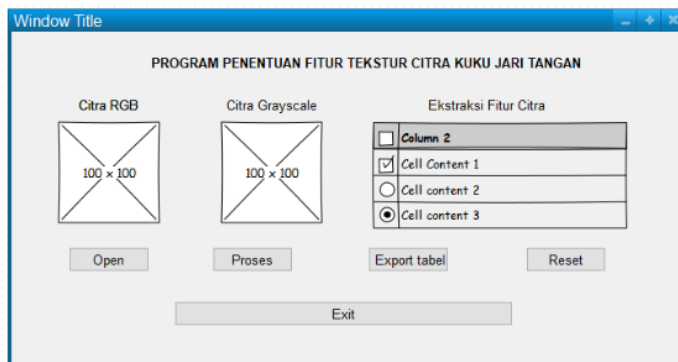 Window Title
PROGRAM PENENTUAN FITUR TEKSTUR CITRA KUKU JARI TANGAN
Citra RGB
Citra Grayscale
Ekstraksi Fitur Citra
100 x 100
100 x 100
Column 2
Cell Content 1
Cell content 2
Cell content 3
Open
Proses
Export tabel
Reset
Exit